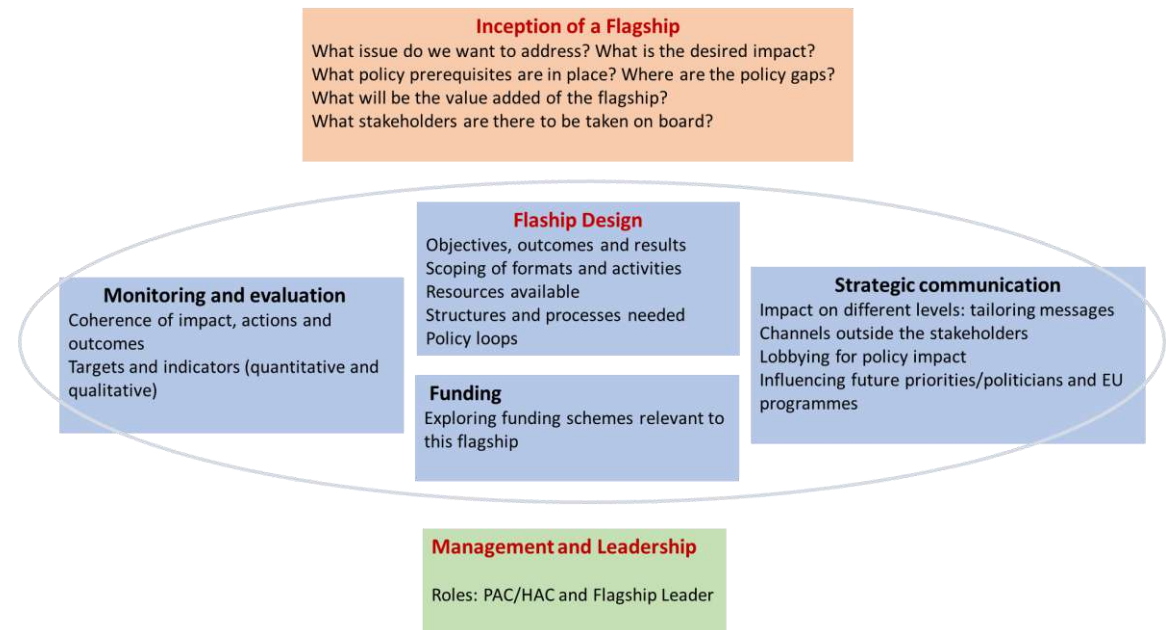 Inception of a Flagship
What issue do we want to address? What is the desired impact?
What policy prerequisites are in place? Where are the policy gaps?
What will be the value added of the flagship?
What stakeholders are there to be taken on board?
Flaship Design
Objectives, outcomes and results
Scoping of formats and activities
Resources available
Structures and processes needed
Policy loops
Monitoring and evaluation
Coherence of impact, actions and
outcomes
Targets and indicators (quantitative and
qualitative)
Strategic communication
Impact on different levels: tailoring messages
Channels outside the stakeholders
Lobbying for policy impact
Influencing future priorities/politicians and EU
programmes
Funding
Exploring funding schemes relevant to
this flagship
Management and Leadership
Roles: PAC/HAC and Flagship Leader